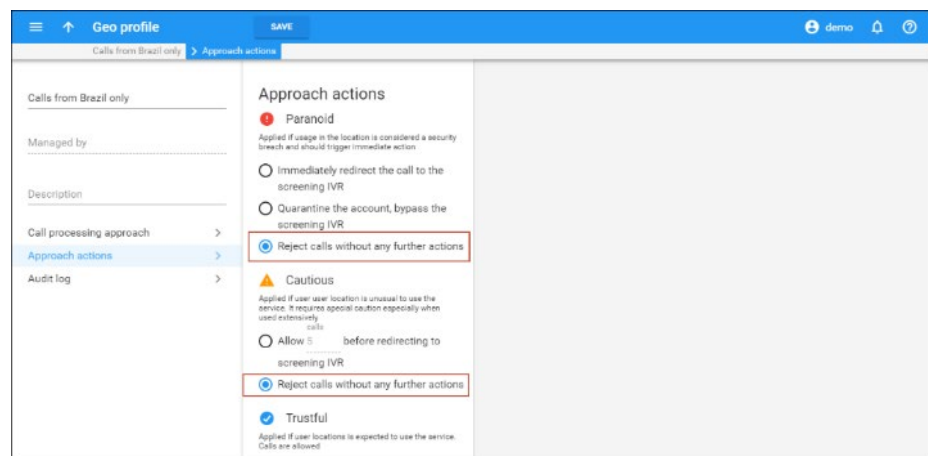 Geo profile
SAVE
demo
Calls from Brazil only
Approach actions
Calls from Brazil only
Managed by
Description
Call processing approach
Approach actions
Audit log
Approach actions
Paranoid
Applied if usage in the location is considered a security
breach and should trigger immediate action
Immediately redirect the call to the
screening IVR
Quarantine the account, bypass the
screening IVR
Reject calls without any further actions
Cautious
Applied if user user location is unusual to use the
service. It requires special caution especially when
used extensively
calls
Allow 5 before redirecting to
screening IVR
Reject calls without any further actions
Trustful
Applied if user locations is expected to use the service.
Calls are allowed